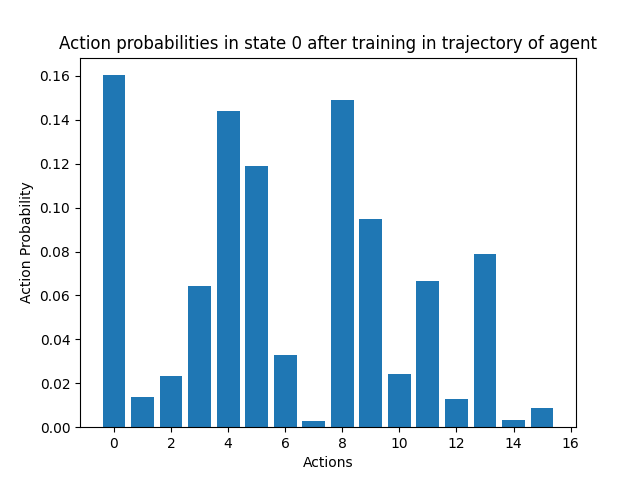 Action probabilities in state 0 after training in trajectory of agent
0.16
0.14
0.12
0.10
0.08
0.06
0.04
0.02
0.00
Action Probability
0 2 4 6 8 10 12 14 16
Actions